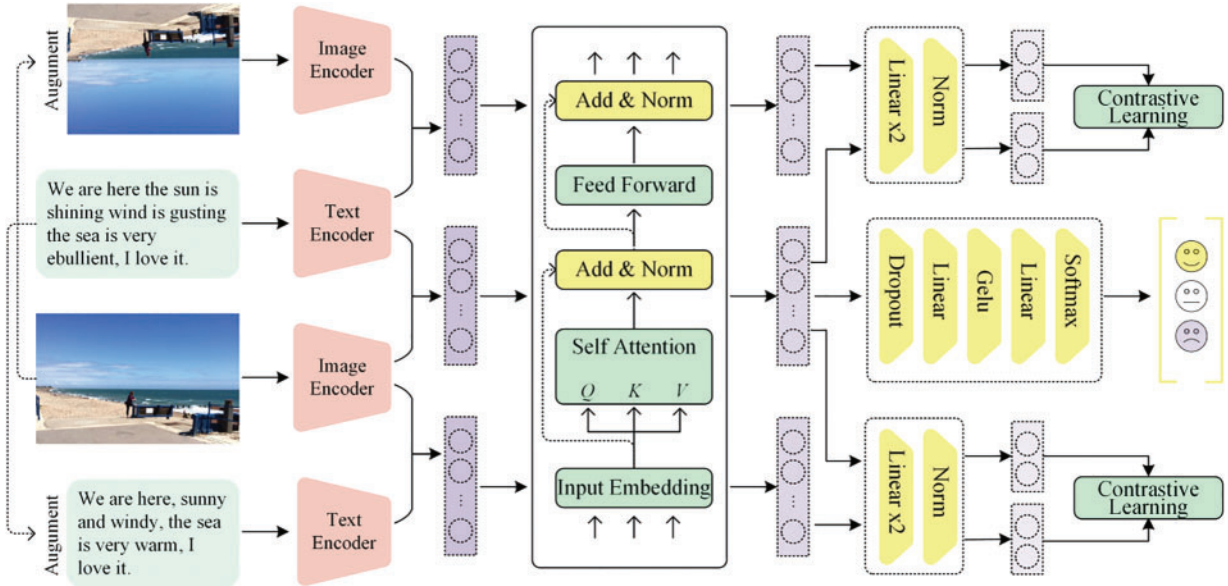 Augument
Image
Encoder
We are here the sun is
shining wind is gusting
the sea is very
ebullient, I love it.
Text
Encoder
Image
Encoder
Augument
We are here, sunny
and windy, the sea
is very warm, I
love it.
Text
Encoder
Add & Norm
Feed Forward
Add & Norm
Self Attention
Q K V
Input Embedding
Linear x2
Norm
Contrastive
Learning
Dropout
Linear
Gelu
Linear
Softmax
Linear x2
Norm
Contrastive
Learning